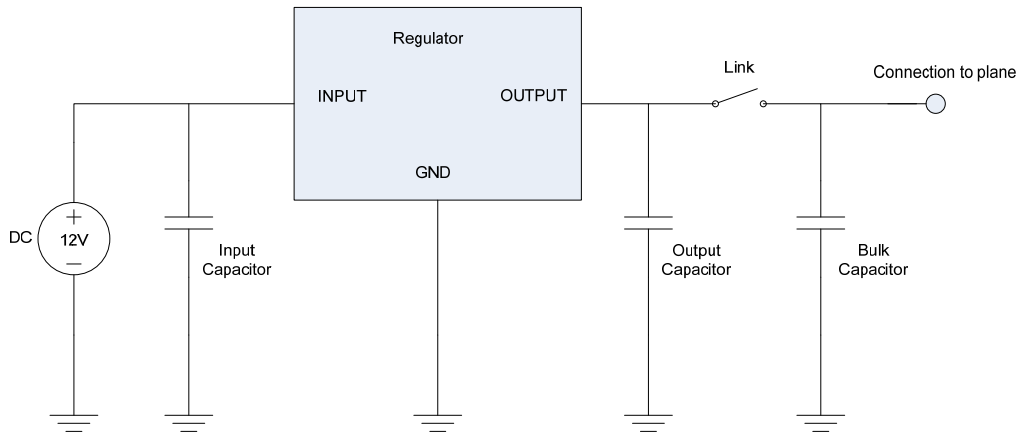 Regulator
Link
Connection to plane
INPUT
OUTPUT
GND
DC
+
12V
−
Input
Capacitor
Output
Capacitor
Bulk
Capacitor